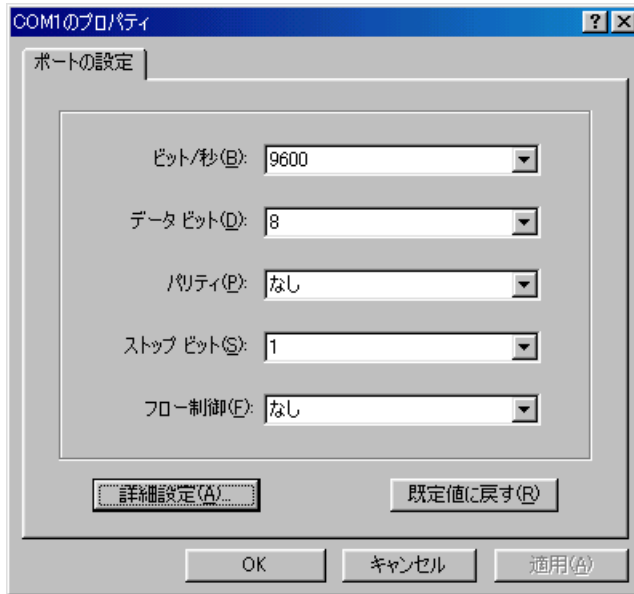 COM1のプロパティ
ポートの設定
ビット/秒(B): 9600
データ ビット(D): 8
パリティ(P): なし
ストップ ビット(S): 1
フロー制御(F): なし
詳細設定(A)... 既定値に戻す(R)
OK キャンセル 適用(A)